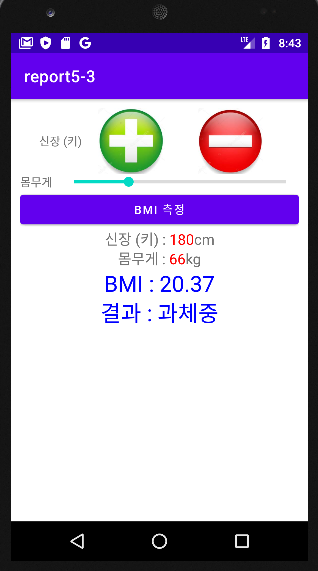 LTE 8:43
report5-3
신장 (키)
몸무게
BMI 측정
신장 (키) : 180cm
몸무게 : 66kg
BMI : 20.37
결과 : 과체중